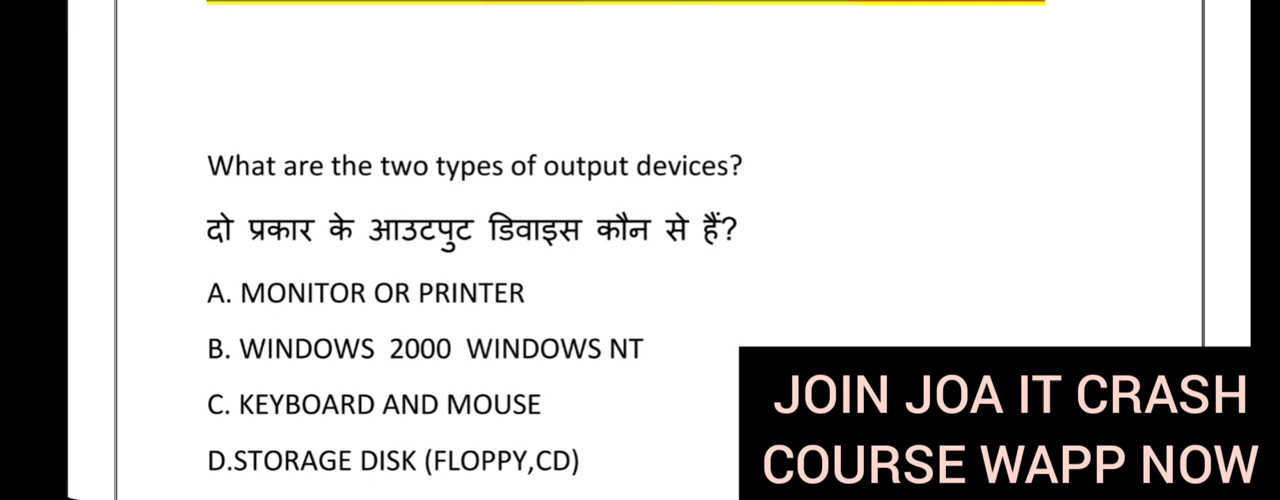 What are the two types of output devices?
दो प्रकार के आउटपुट डिवाइस कौन से हैं?
A. MONITOR OR PRINTER
B. WINDOWS 2000 WINDOWS NT
C. KEYBOARD AND MOUSE
D.STORAGE DISK (FLOPPY,CD)
JOIN JOA IT CRASH
COURSE WAPP NOW